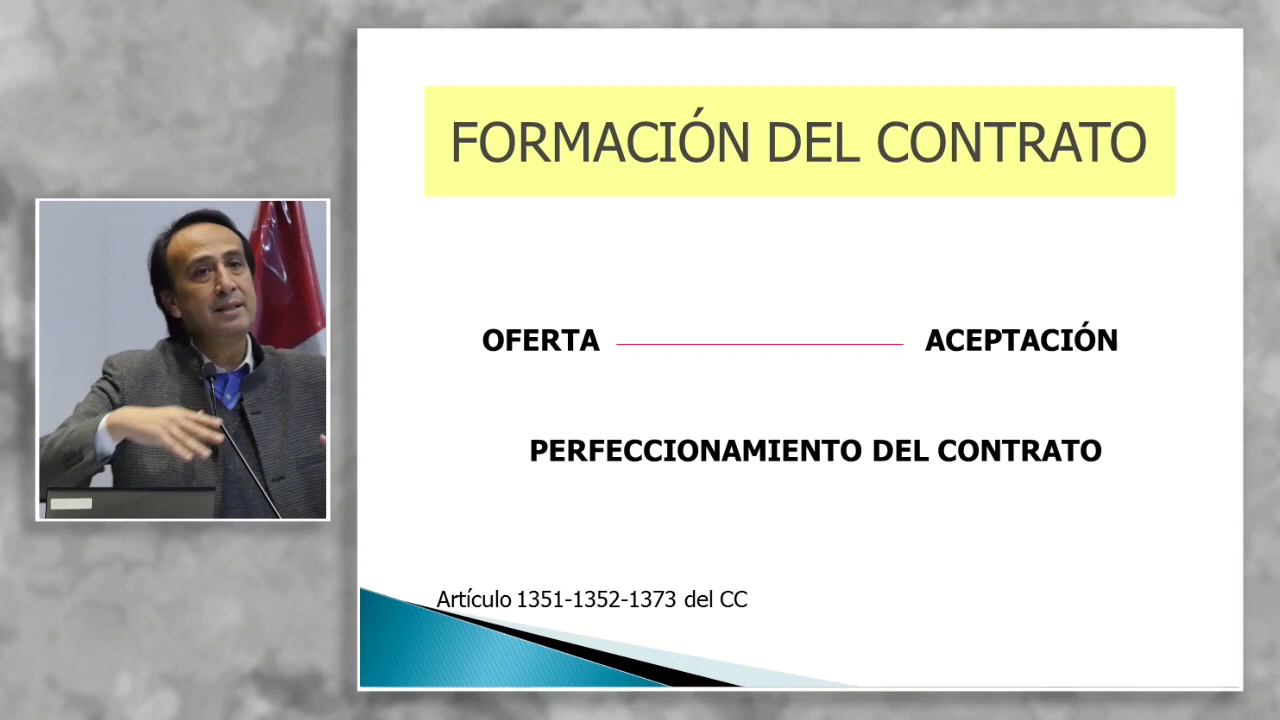 FORMACIÓN DEL CONTRATO
OFERTA ACEPTACIÓN
PERFECCIONAMIENTO DEL CONTRATO
Artículo 1351-1352-1373 del CC